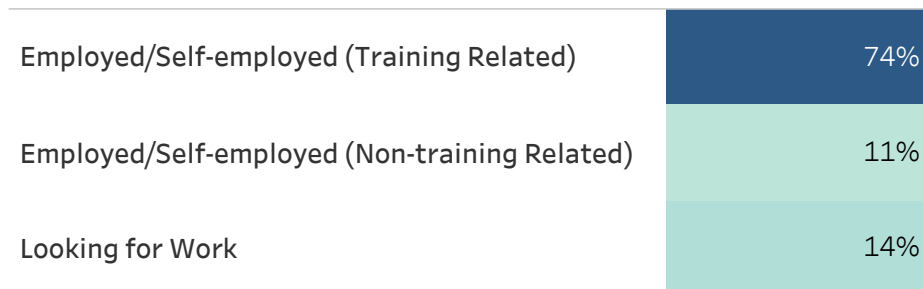 Employed/Self-employed (Training Related) 74%
Employed/Self-employed (Non-training Related) 11%
Looking for Work 14%